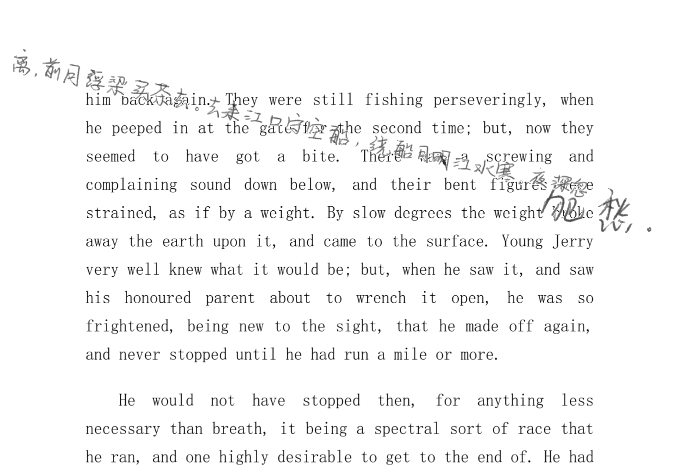 离，前月浮梁买茶去。去来江口守空船，绕船月明江水寒。夜深忽
him back again. They were still fishing perseveringly, when
he peeped in at the gate for the second time; but, now they
seemed to have got a bite. There was a screwing and
complaining sound down below, and their bent figures were
strained, as if by a weight. By slow degrees the weight broke
away the earth upon it, and came to the surface. Young Jerry
very well knew what it would be; but, when he saw it, and saw
his honoured parent about to wrench it open, he was so
frightened, being new to the sight, that he made off again,
and never stopped until he had run a mile or more.
He would not have stopped then, for anything less
necessary than breath, it being a spectral sort of race that
he ran, and one highly desirable to get to the end of. He had